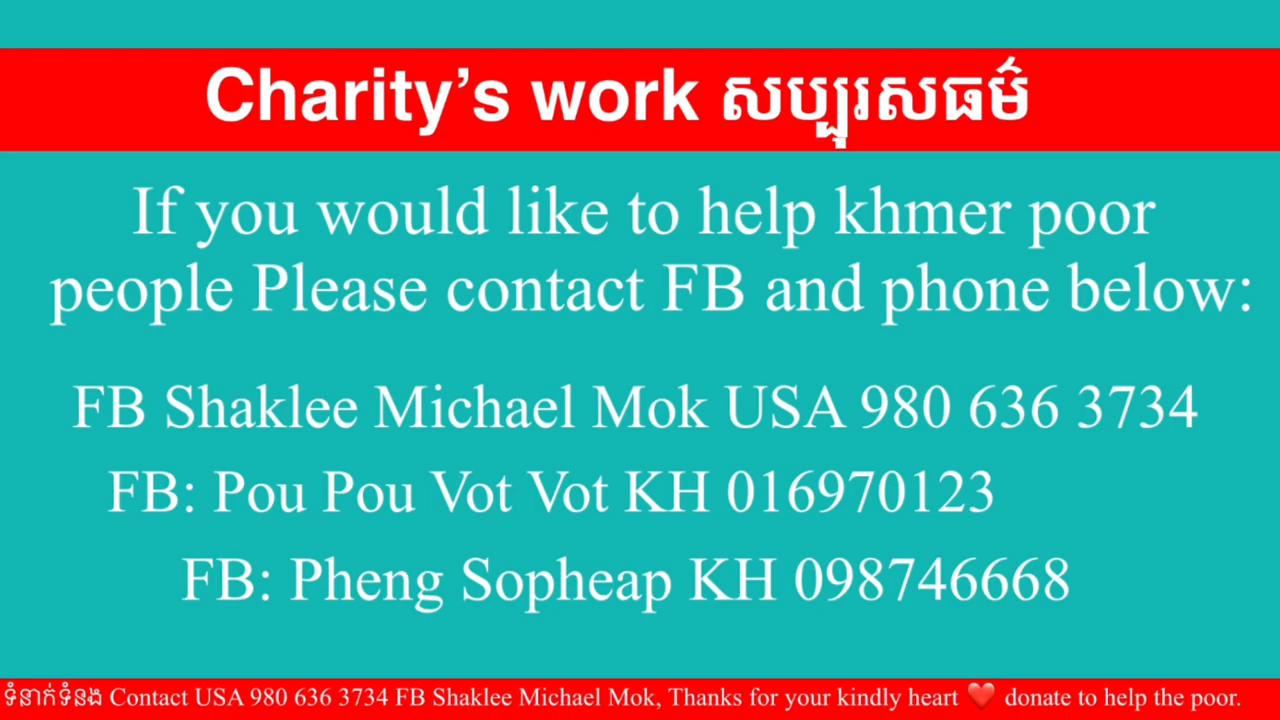 Charity’s work សប្បុរសធម៌
If you would like to help khmer poor
people Please contact FB and phone below:
FB Shaklee Michael Mok USA 980 636 3734
FB: Pou Pou Vot Vot KH 016970123
FB: Pheng Sopheap KH 098746668
ទំនាក់ទំនង Contact USA 980 636 3734 FB Shaklee Michael Mok, Thanks for your kindly heart ❤️ donate to help the poor.